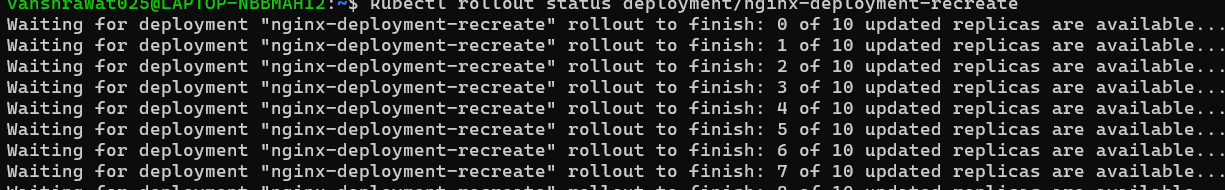 vanshrawat025@LAPTOP-NBBMAHI2:~$ kubectl rollout status deployment/nginx-deployment-recreate
Waiting for deployment "nginx-deployment-recreate" rollout to finish: 0 of 10 updated replicas are available...
Waiting for deployment "nginx-deployment-recreate" rollout to finish: 1 of 10 updated replicas are available...
Waiting for deployment "nginx-deployment-recreate" rollout to finish: 2 of 10 updated replicas are available...
Waiting for deployment "nginx-deployment-recreate" rollout to finish: 3 of 10 updated replicas are available...
Waiting for deployment "nginx-deployment-recreate" rollout to finish: 4 of 10 updated replicas are available...
Waiting for deployment "nginx-deployment-recreate" rollout to finish: 5 of 10 updated replicas are available...
Waiting for deployment "nginx-deployment-recreate" rollout to finish: 6 of 10 updated replicas are available...
Waiting for deployment "nginx-deployment-recreate" rollout to finish: 7 of 10 updated replicas are available...